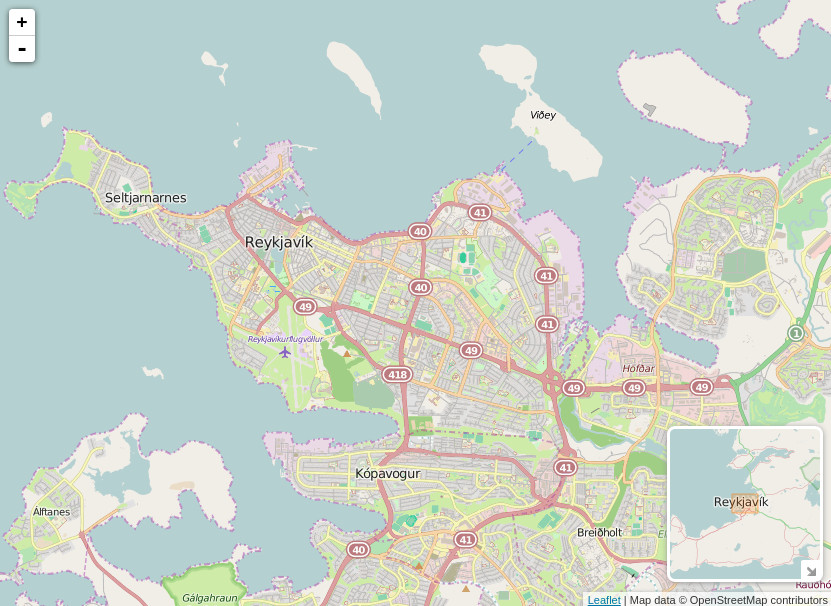 +
-
Viðey
Seltjarnarnes
41
40
Reykjavík
41
40
49
41
1
Reykjavíkurflugvöllur
49
418
Höfðar
49
49
49
41
Kópavogur
Reykjavík
Álftanes
Breiðholt
41
40
Gálgahraun
Leaflet | Map data © OpenStreetMap contributors